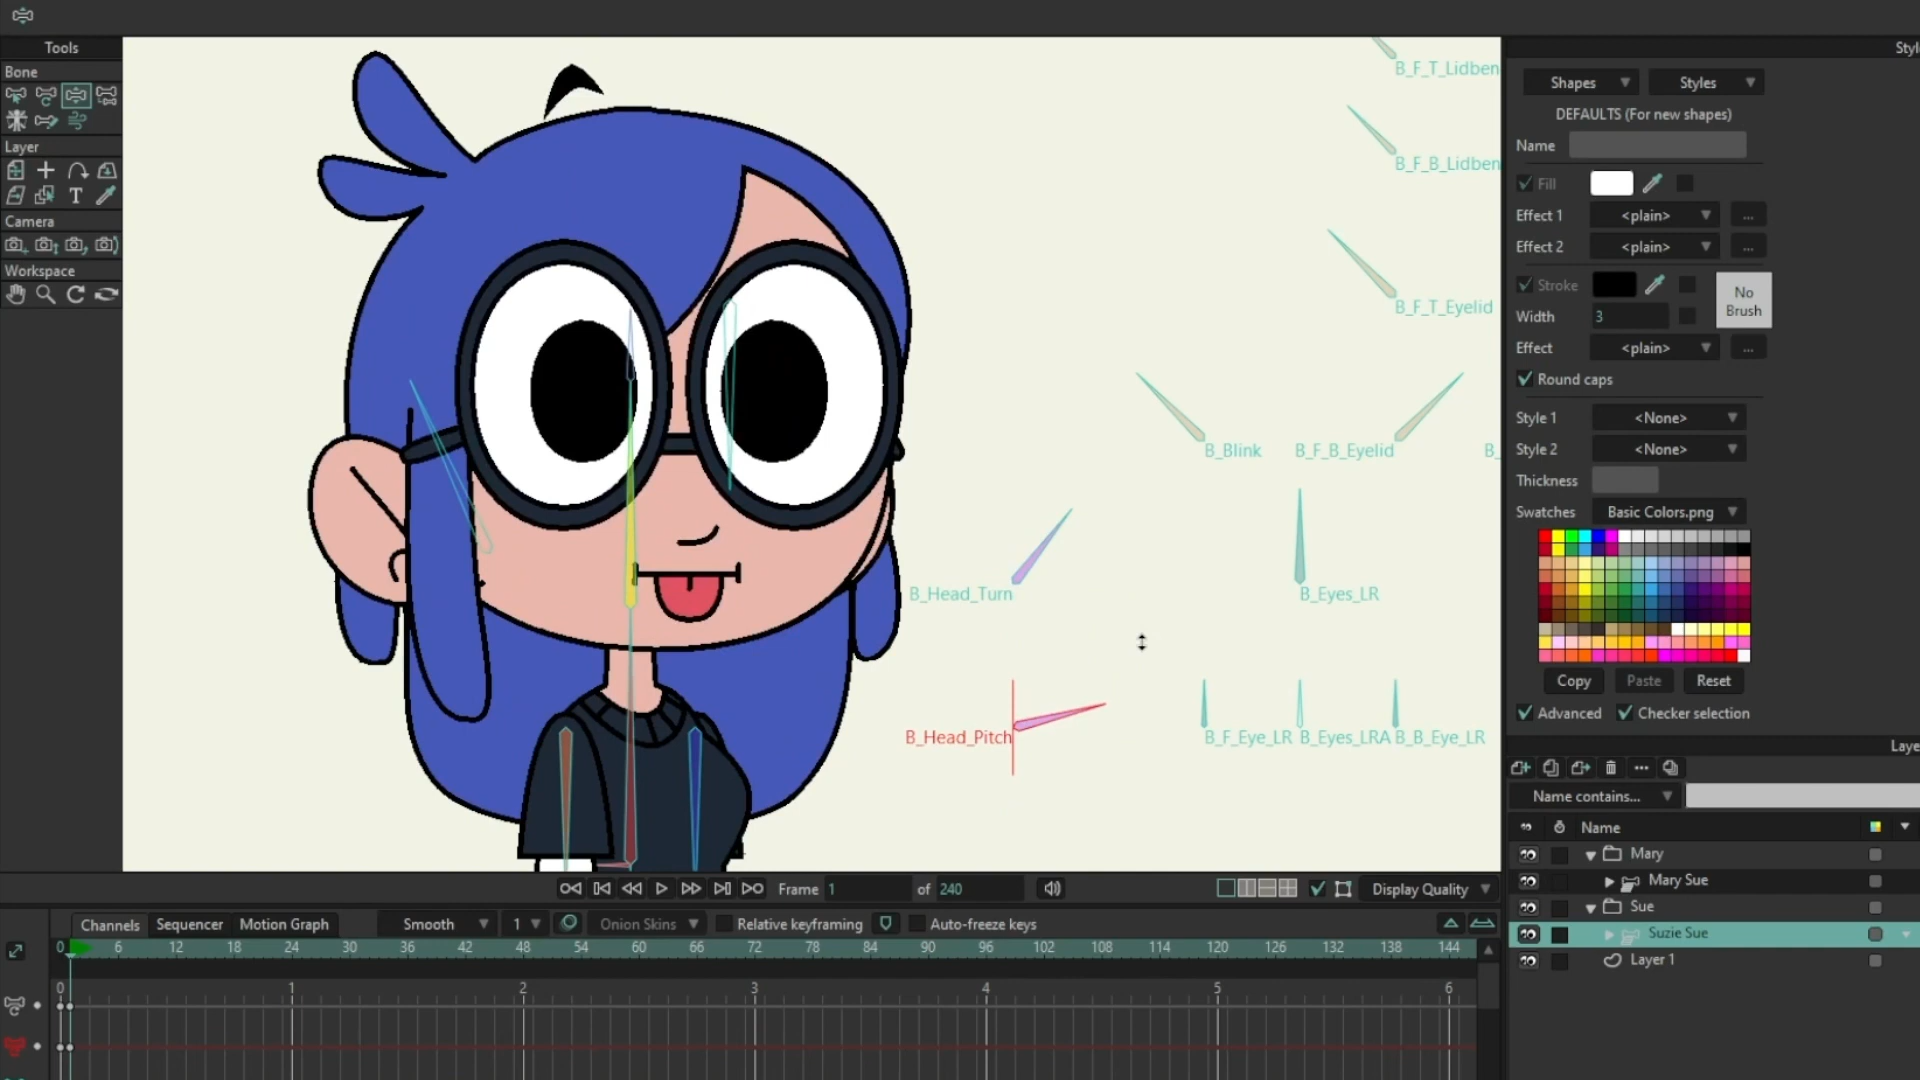 Tools
Style
Bone
Layer
T
Camera
Workspace
B_F_T_Lidben
B_F_B_Lidben
B_F_T_Eyelid
B_Blink
B_F_B_Eyelid
B_
B_Head_Turn
B_Eyes_LR
B_Head_Pitch
B_F_Eye_LR
B_Eyes_LRA
B_B_Eye_LR
Shapes
Styles
DEFAULTS (For new shapes)
Name
Fill
Effect 1
<plain>
...
Effect 2
<plain>
...
Stroke
No
Brush
Width
3
Effect
<plain>
...
Round caps
Style 1
<None>
Style 2
<None>
Thickness
Swatches
Basic Colors.png
Copy
Paste
Reset
Advanced
Checker selection
Laye
Name contains...
Name
Mary
Mary Sue
Sue
Suzie Sue
Layer 1
Frame
1
of
240
Display Quality
Channels
Sequencer
Motion Graph
Smooth
1
Onion Skins
Relative keyframing
Auto-freeze keys
0 6 12 18 24 30 36 42 48 54 60 66 72 78 84 90 96 102 108 114 120 126 132 138 144
0 1 2 3 4 5 6